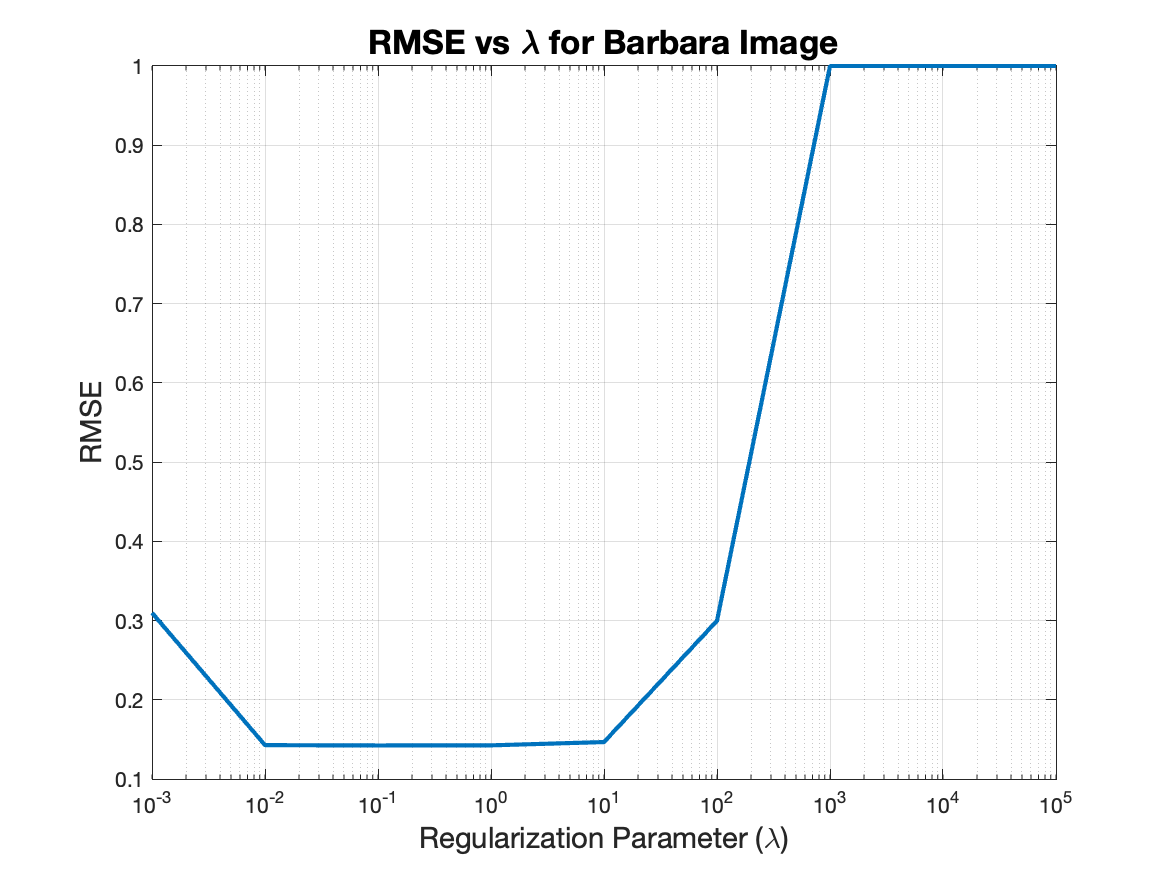 RMSE vs λ for Barbara Image
1
0.9
0.8
0.7
0.6
0.5
0.4
0.3
0.2
0.1
RMSE
10^-3 10^-2 10^-1 10^0 10^1 10^2 10^3 10^4 10^5
Regularization Parameter (λ)